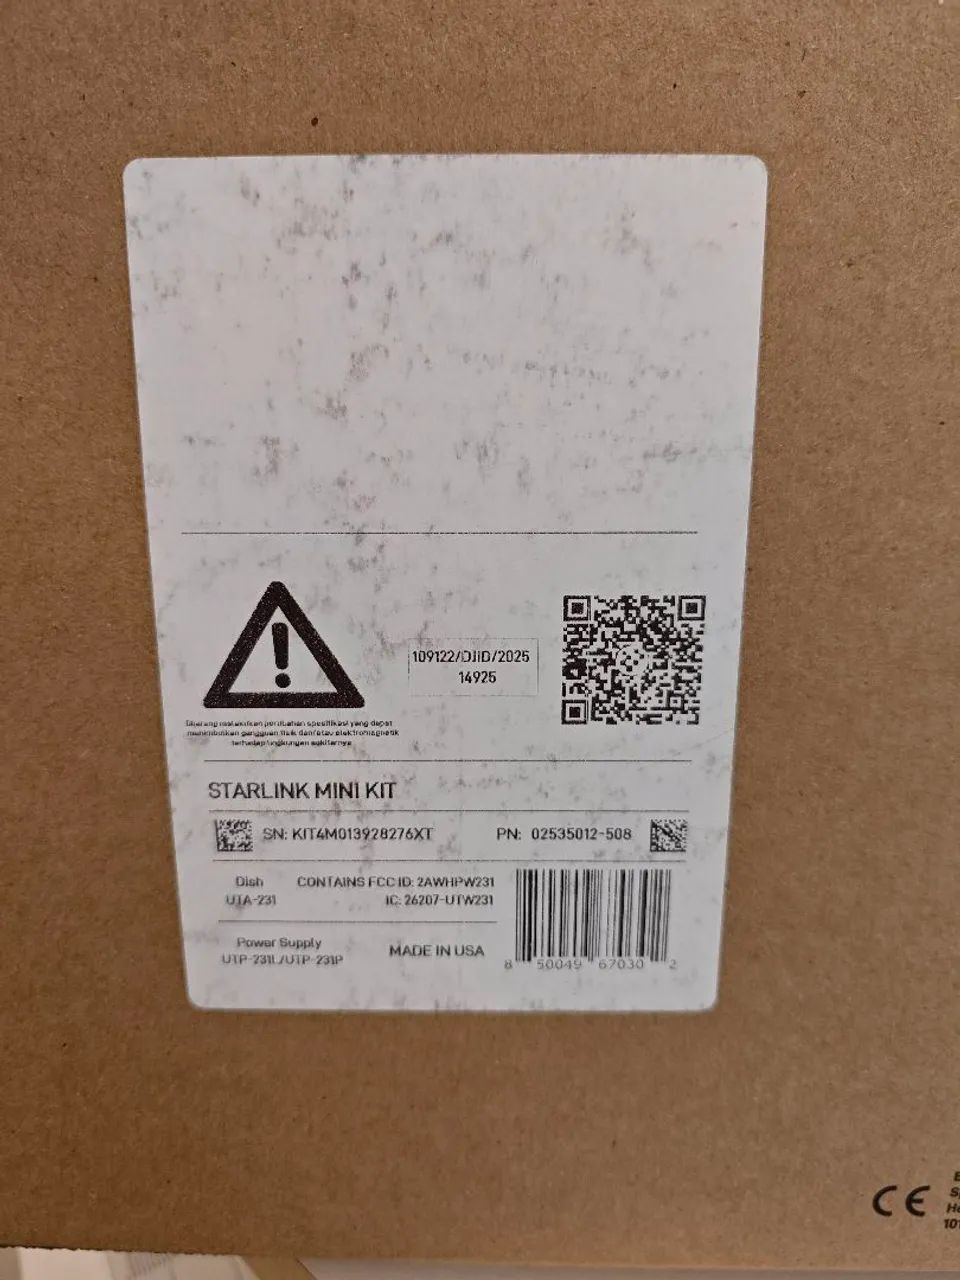 109122/DJID/2025
14925
Dilarang melakukan perubahan spesifikasi yang dapat
menimbulkan gangguan fisik dan/atau elektromagnetik
terhadap lingkungan sekitarnya
STARLINK MINI KIT
SN: KIT4M013928276XT PN: 02535012-508
Dish CONTAINS FCC ID: 2AWHPW231
UTA-231 IC: 26207-UTW231
Power Supply MADE IN USA
UTP-231L/UTP-231P
8 50049 67030 2
CE